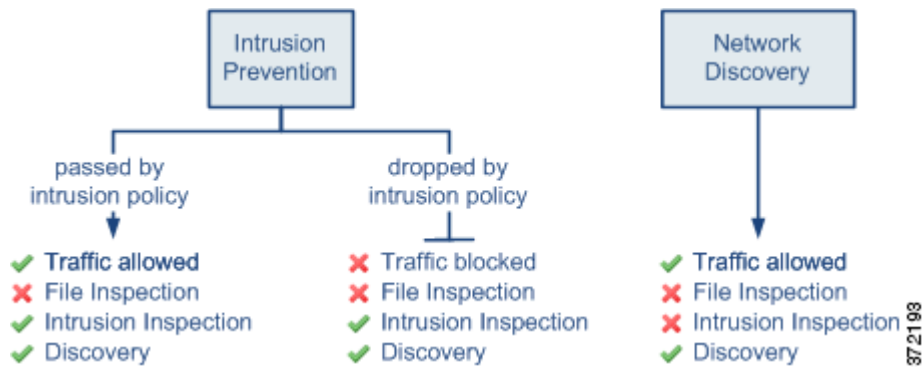 Intrusion
Prevention
Network
Discovery
passed by
intrusion policy
dropped by
intrusion policy
Traffic allowed
File Inspection
Intrusion Inspection
Discovery
Traffic blocked
File Inspection
Intrusion Inspection
Discovery
Traffic allowed
File Inspection
Intrusion Inspection
Discovery
372193